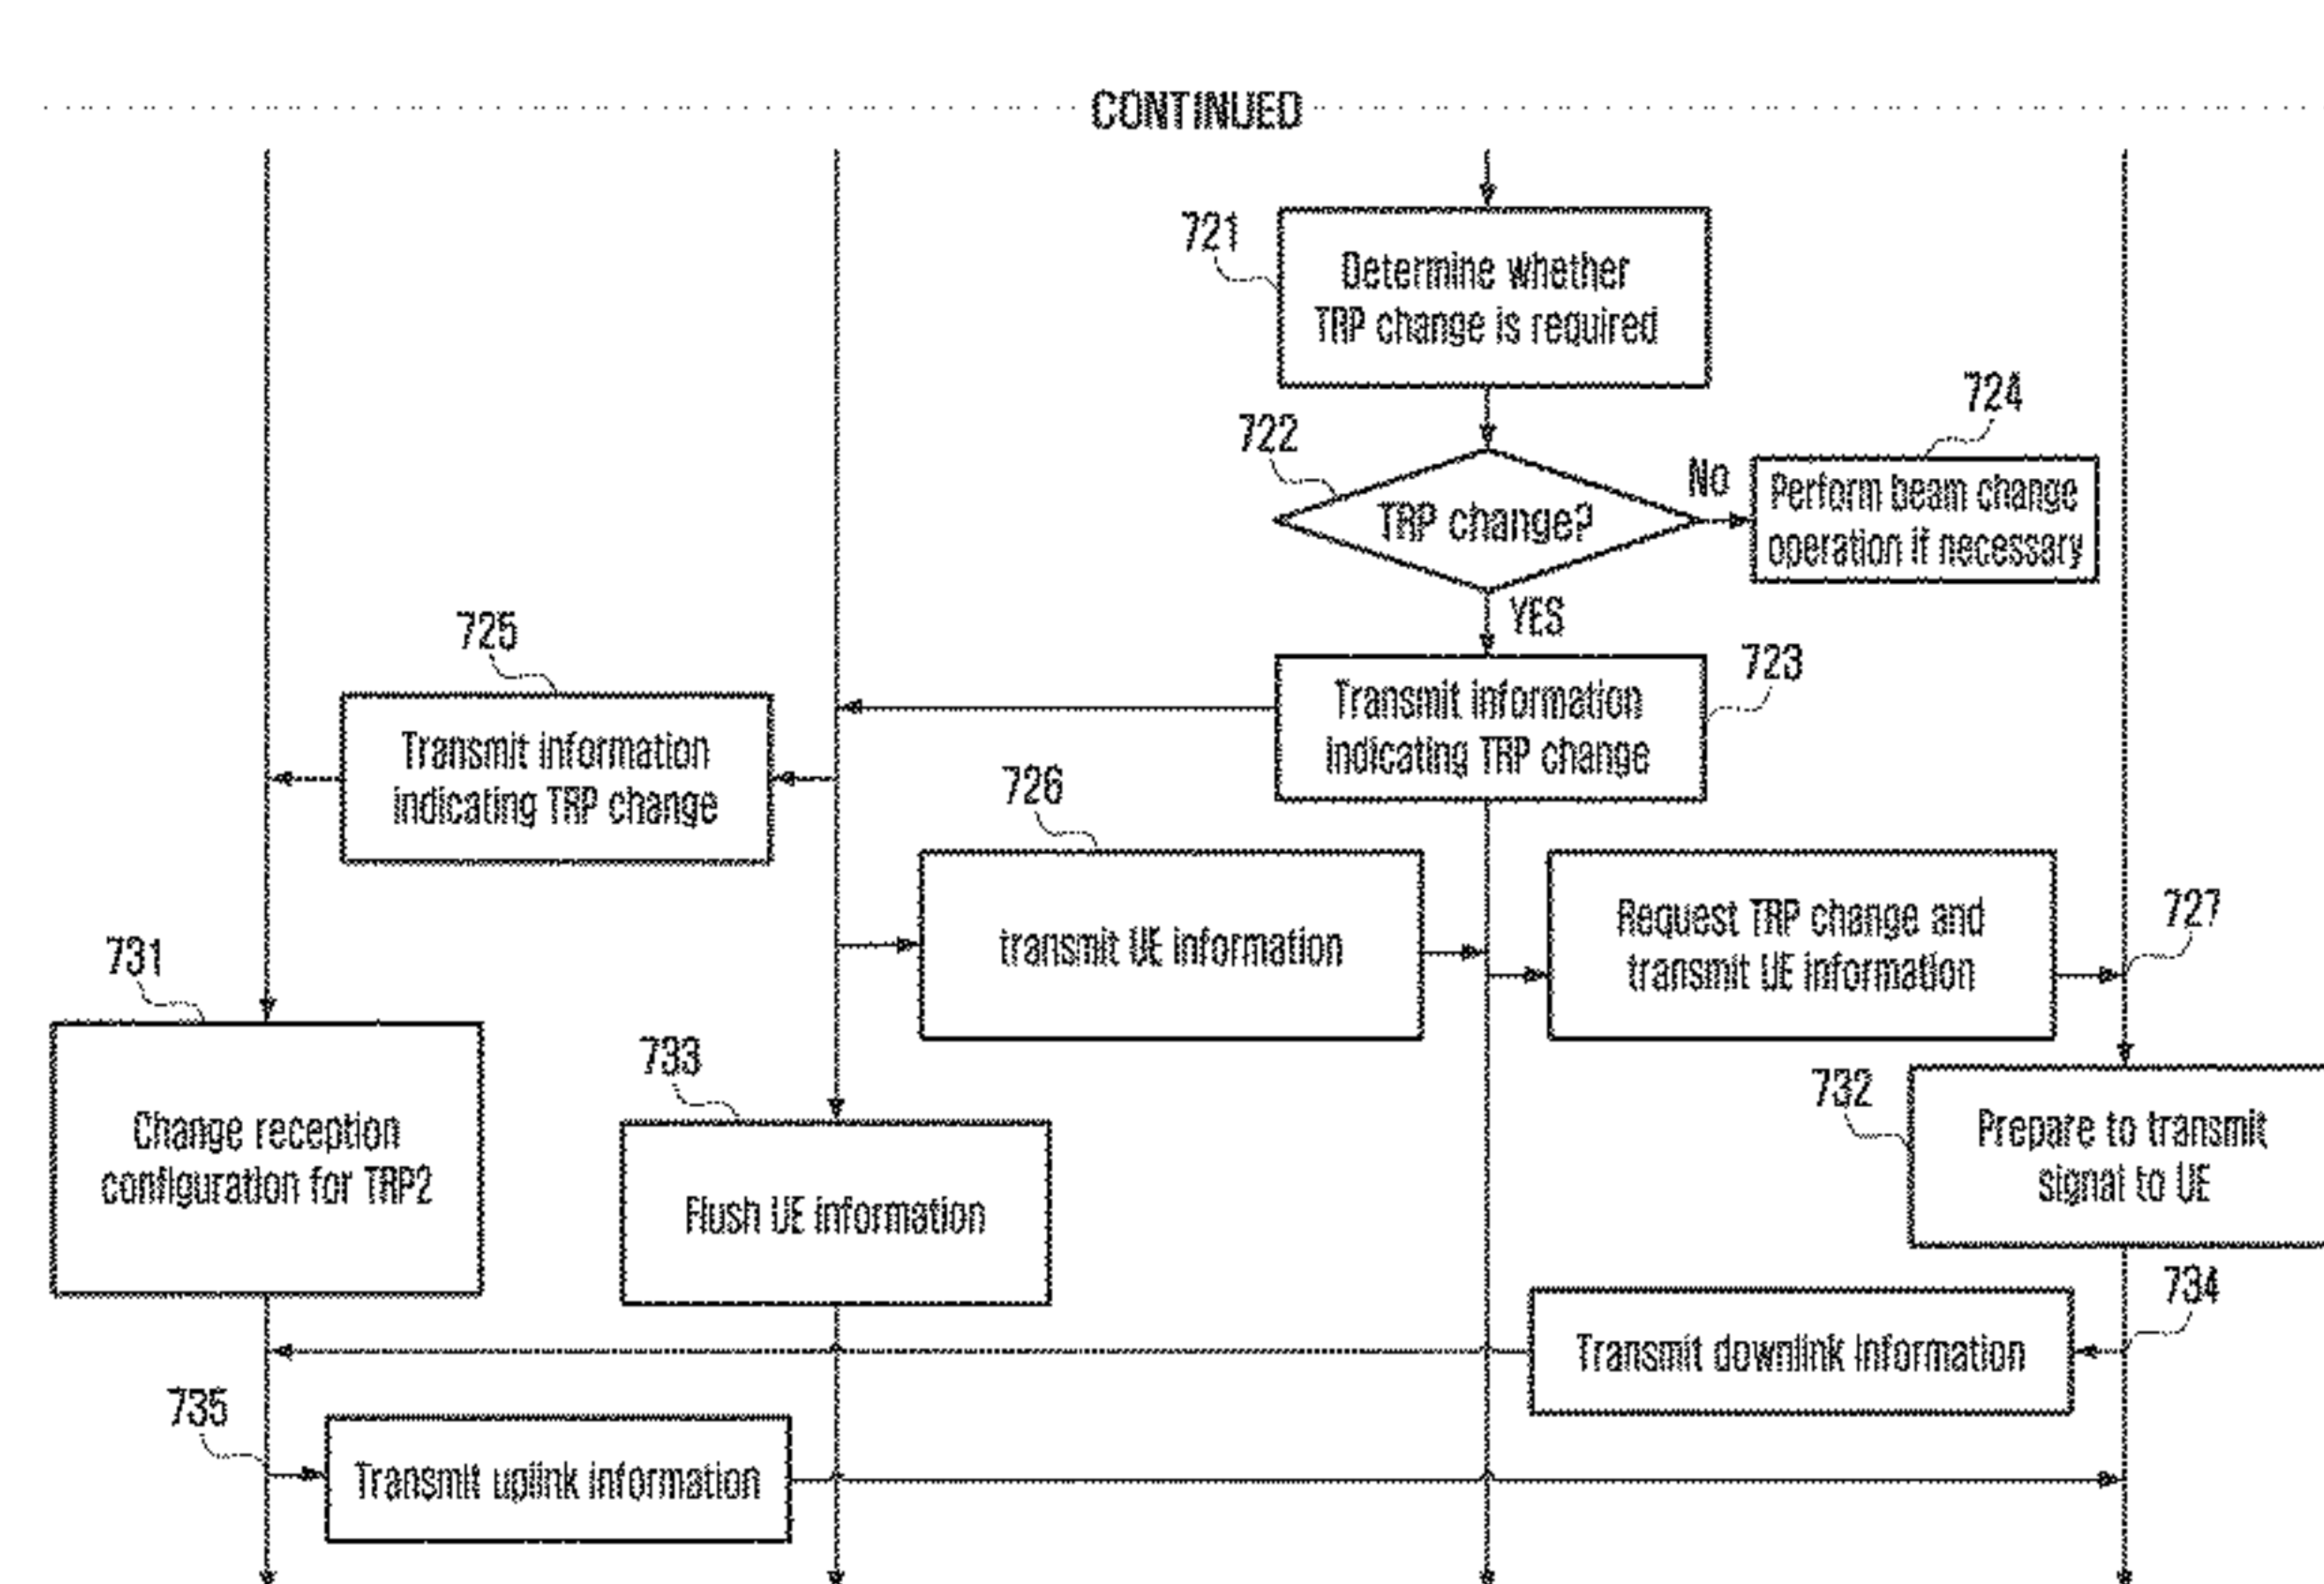 CONTINUED
721
Determine whether
TRP change is required
724
722
No
Perform beam change
operation if necessary
TRP change?
YES
725
723
Transmit information
indicating TRP change
Transmit information
indicating TRP change
726
727
Request TRP change and
transmit UE information
transmit UE information
731
733
732
Change reception
configuration for TRP2
Prepare to transmit
signal to UE
Flush UE information
734
Transmit downlink information
735
Transmit uplink information